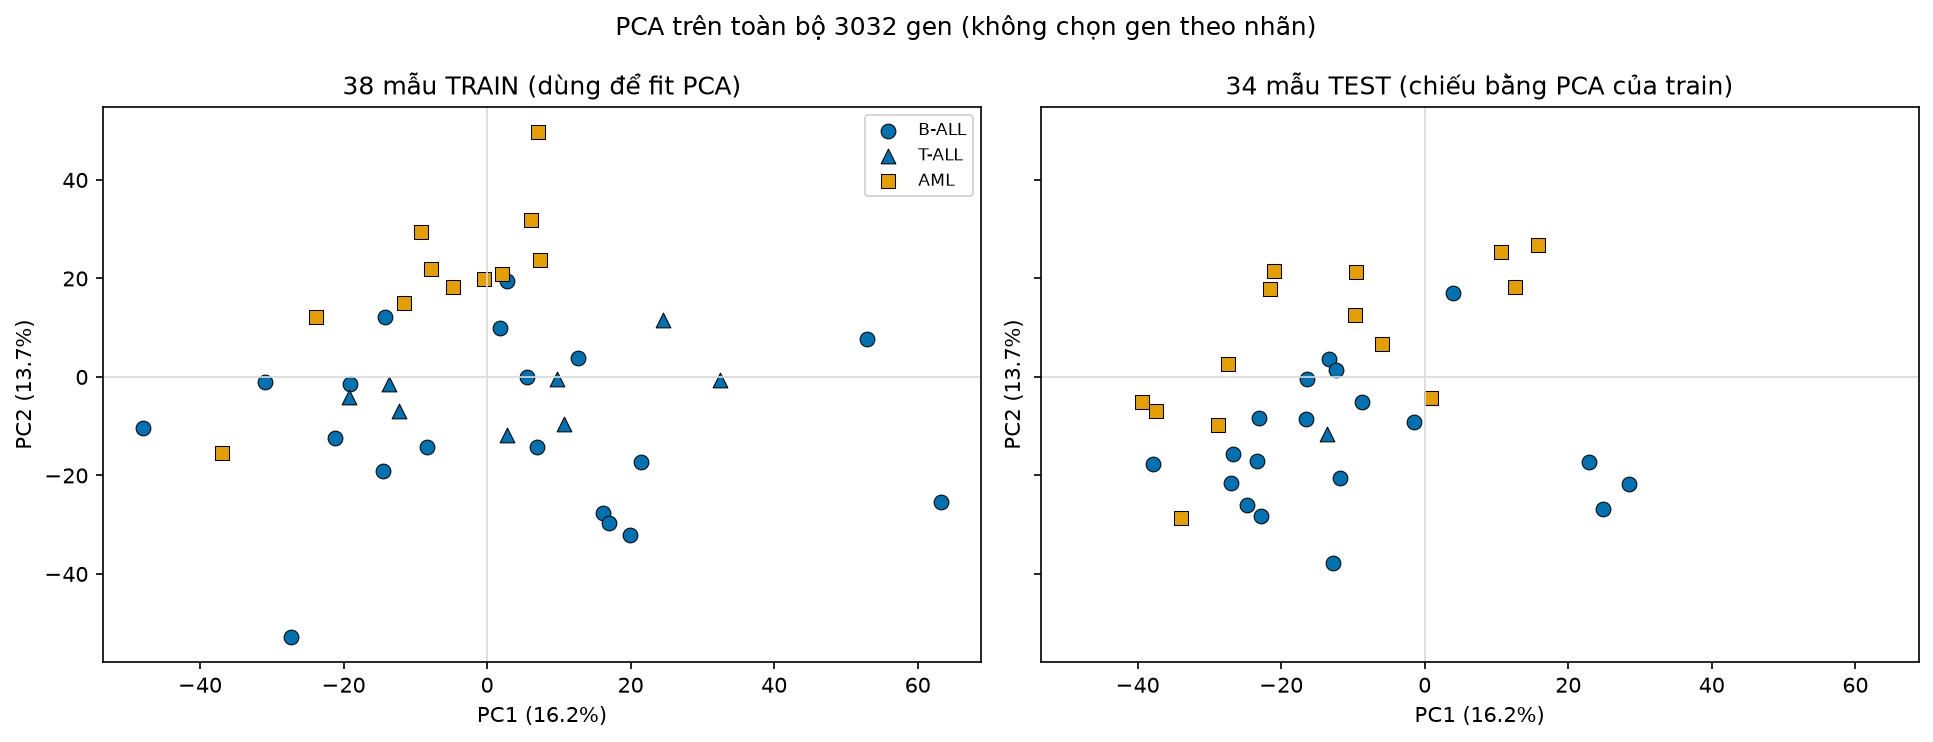 PCA trên toàn bộ 3032 gen (không chọn gen theo nhãn)
38 mẫu TRAIN (dùng để fit PCA)
B-ALL
T-ALL
AML
40
20
0
−20
−40
PC2 (13.7%)
−40
−20
0
20
40
60
PC1 (16.2%)
34 mẫu TEST (chiếu bằng PCA của train)
PC2 (13.7%)
−40
−20
0
20
40
60
PC1 (16.2%)